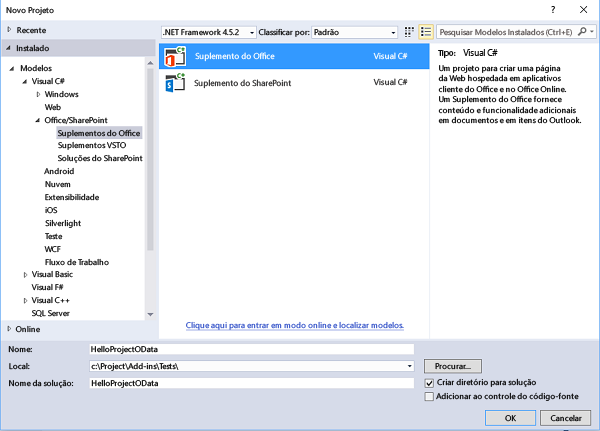 Novo Projeto
? ×
Recente
.NET Framework 4.5.2 Classificar por: Padrão
Pesquisar Modelos Instalados (Ctrl+E)
Instalado
Modelos
Visual C#
Windows
Web
Office/SharePoint
Suplementos do Office
Suplementos VSTO
Soluções do SharePoint
Android
Nuvem
Extensibilidade
iOS
Silverlight
Teste
WCF
Fluxo de Trabalho
Visual Basic
Visual F#
Visual C++
SQL Server
Online
Suplemento do Office Visual C#
Suplemento do SharePoint Visual C#
Clique aqui para entrar em modo online e localizar modelos.
Tipo: Visual C#
Um projeto para criar uma página
da Web hospedada em aplicativos
cliente do Office e no Office Online.
Um Suplemento do Office fornece
conteúdo e funcionalidade adicionais
em documentos e em itens do Outlook.
Nome: HelloProjectOData
Local: c:\Project\Add-ins\Tests\ Procurar...
Nome da solução: HelloProjectOData
Criar diretório para solução
Adicionar ao controle do código-fonte
OK Cancelar